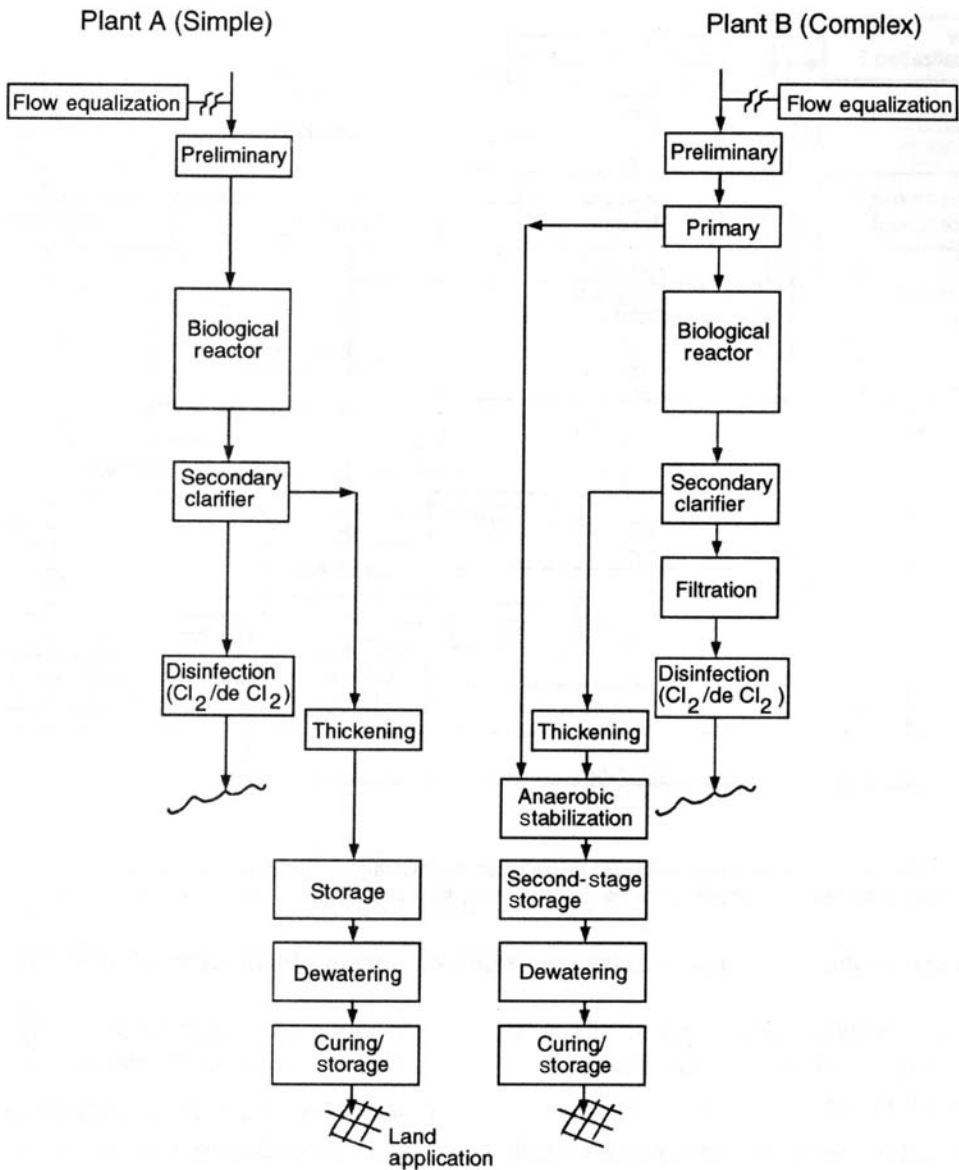 Plant A (Simple)
Flow equalization
Preliminary
Biological
reactor
Secondary
clarifier
Disinfection
(Cl2/de Cl2)
Thickening
Storage
Dewatering
Curing/
storage
Land
application
Plant B (Complex)
Flow equalization
Preliminary
Primary
Biological
reactor
Secondary
clarifier
Filtration
Disinfection
(Cl2/de Cl2)
Thickening
Anaerobic
stabilization
Second-stage
storage
Dewatering
Curing/
storage